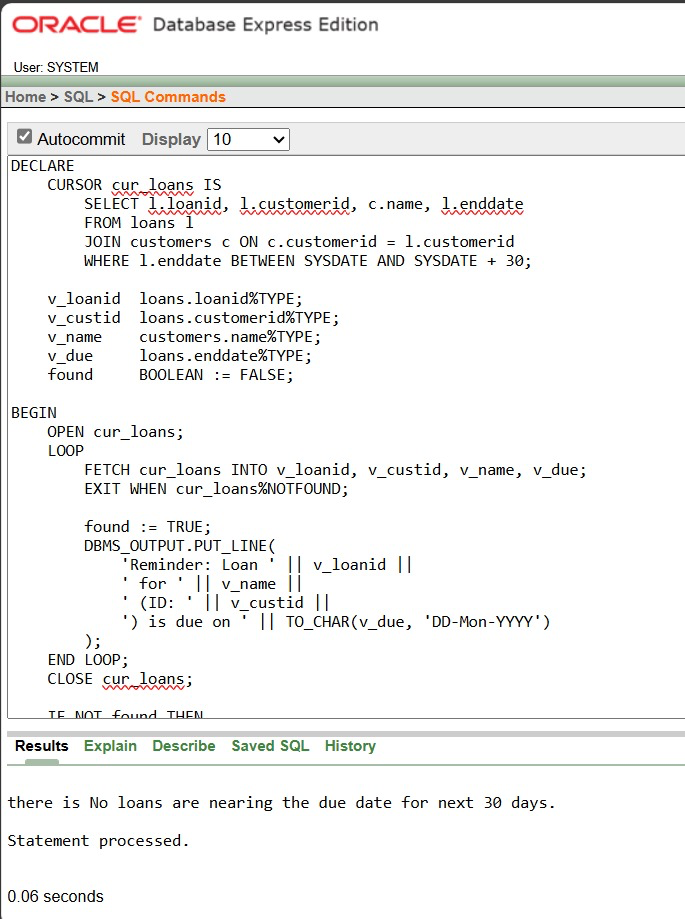 ORACLE Database Express Edition
User: SYSTEM
Home > SQL > SQL Commands
Autocommit Display 10
DECLARE
    CURSOR cur_loans IS
        SELECT l.loanid, l.customerid, c.name, l.enddate
        FROM loans l
        JOIN customers c ON c.customerid = l.customerid
        WHERE l.enddate BETWEEN SYSDATE AND SYSDATE + 30;
    v_loanid  loans.loanid%TYPE;
    v_custid  loans.customerid%TYPE;
    v_name    customers.name%TYPE;
    v_due     loans.enddate%TYPE;
    found     BOOLEAN := FALSE;
BEGIN
    OPEN cur_loans;
    LOOP
        FETCH cur_loans INTO v_loanid, v_custid, v_name, v_due;
        EXIT WHEN cur_loans%NOTFOUND;
        found := TRUE;
        DBMS_OUTPUT.PUT_LINE(
            'Reminder: Loan ' || v_loanid ||
            ' for ' || v_name ||
            ' (ID: ' || v_custid ||
            ') is due on ' || TO_CHAR(v_due, 'DD-Mon-YYYY')
        );
    END LOOP;
    CLOSE cur_loans;
    IF NOT found THEN
Results Explain Describe Saved SQL History
there is No loans are nearing the due date for next 30 days.
Statement processed.
0.06 seconds